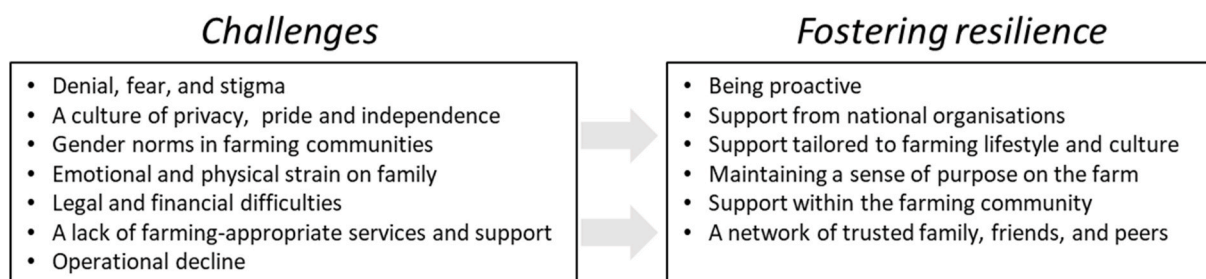 Challenges
• Denial, fear, and stigma
• A culture of privacy, pride and independence
• Gender norms in farming communities
• Emotional and physical strain on family
• Legal and financial difficulties
• A lack of farming-appropriate services and support
• Operational decline
Fostering resilience
• Being proactive
• Support from national organisations
• Support tailored to farming lifestyle and culture
• Maintaining a sense of purpose on the farm
• Support within the farming community
• A network of trusted family, friends, and peers